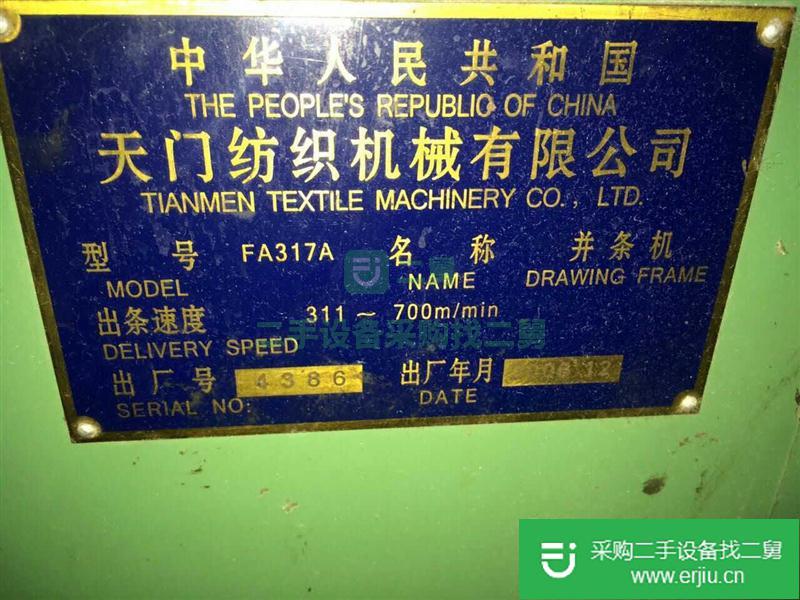 中华人民共和国
THE PEOPLE'S REPUBLIC OF CHINA
天门纺织机械有限公司
TIANMEN TEXTILE MACHINERY CO., LTD.
型号 FA317A 名称 并条机
MODEL NAME DRAWING FRAME
出条速度 311～700m/min
DELIVERY SPEED
二手设备采购找二舅
出厂号 4386 出厂年月 06 12
SERIAL NO: DATE
采购二手设备找二舅
www.erjiu.cn